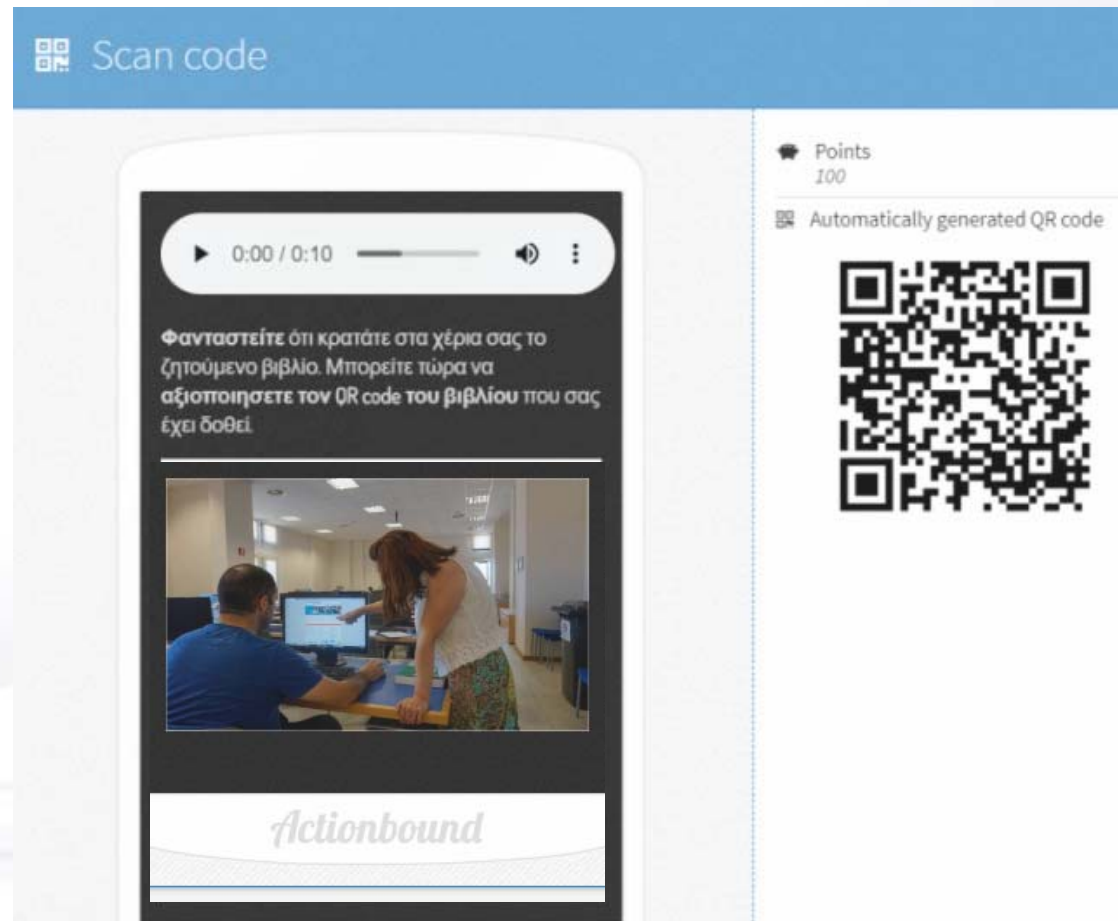 Scan code
0:00 / 0:10
Φανταστείτε ότι κρατάτε στα χέρια σας το
ζητούμενο βιβλίο. Μπορείτε τώρα να
αξιοποιησετε τον QR code του βιβλίου που σας
έχει δοθεί.
Actionbound
Points
100
Automatically generated QR code